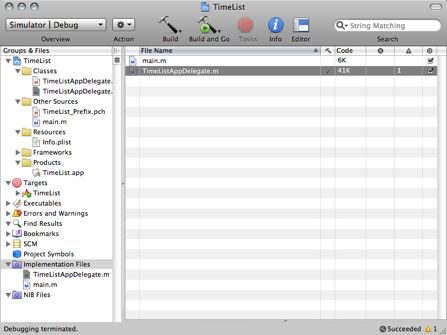 TimeList
Simulator | Debug
Overview
Action
Build
Build and Go
Tasks
Info
Editor
String Matching
Search
Groups & Files
File Name
Code
TimeList
Classes
TimeListAppDelegate
TimeListAppDelegate
Other Sources
TimeList_Prefix.pch
main.m
Resources
Info.plist
Frameworks
Products
TimeList.app
Targets
TimeList
Executables
Errors and Warnings
Find Results
Bookmarks
SCM
Project Symbols
Implementation Files
TimeListAppDelegate.m
main.m
NIB Files
main.m 6K
TimeListAppDelegate.m 41K 1
Debugging terminated.
Succeeded 1